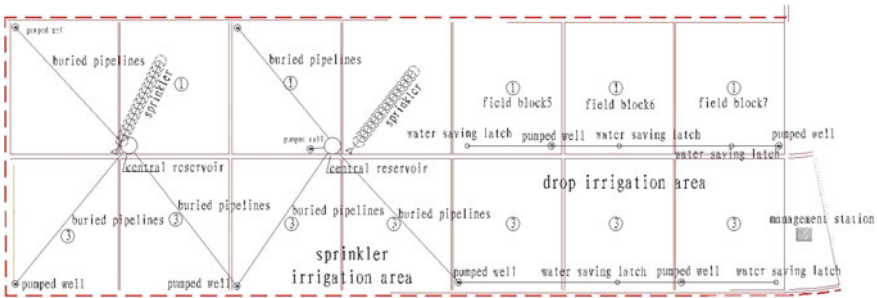 pumped well
buried pipelines
sprinkler
①
buried pipelines
①
sprinkler
pumped well
①
field block5
①
field block6
①
field block7
water saving latch
pumped well
water saving latch
pumped well
water saving latch
central reservoir
central reservoir
drop irrigation area
buried pipelines
③
buried pipelines
③
buried pipelines
③
buried pipelines
③
③
③
③
management station
sprinkler
irrigation area
pumped well
pumped well
pumped well
water saving latch
pumped well
water saving latch